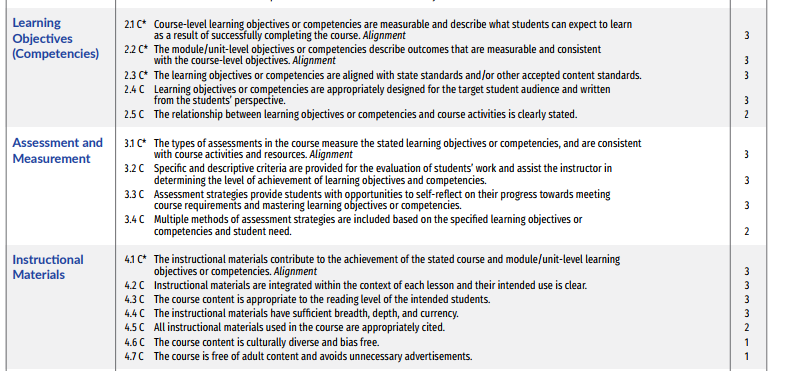 Learning
Objectives
(Competencies)
2.1 C* Course-level learning objectives or competencies are measurable and describe what students can expect to learn
as a result of successfully completing the course. Alignment 3
2.2 C* The module/unit-level objectives or competencies describe outcomes that are measurable and consistent
with the course-level objectives. Alignment 3
2.3 C* The learning objectives or competencies are aligned with state standards and/or other accepted content standards. 3
2.4 C Learning objectives or competencies are appropriately designed for the target student audience and written
from the students' perspective. 3
2.5 C The relationship between learning objectives or competencies and course activities is clearly stated. 2
Assessment and
Measurement
3.1 C* The types of assessments in the course measure the stated learning objectives or competencies, and are consistent
with course activities and resources. Alignment 3
3.2 C Specific and descriptive criteria are provided for the evaluation of students' work and assist the instructor in
determining the level of achievement of learning objectives and competencies. 3
3.3 C Assessment strategies provide students with opportunities to self-reflect on their progress towards meeting
course requirements and mastering learning objectives or competencies. 3
3.4 C Multiple methods of assessment strategies are included based on the specified learning objectives or
competencies and student need. 2
Instructional
Materials
4.1 C* The instructional materials contribute to the achievement of the stated course and module/unit-level learning
objectives or competencies. Alignment 3
4.2 C Instructional materials are integrated within the context of each lesson and their intended use is clear. 3
4.3 C The course content is appropriate to the reading level of the intended students. 3
4.4 C The instructional materials have sufficient breadth, depth, and currency. 3
4.5 C All instructional materials used in the course are appropriately cited. 2
4.6 C The course content is culturally diverse and bias free. 1
4.7 C The course is free of adult content and avoids unnecessary advertisements. 1